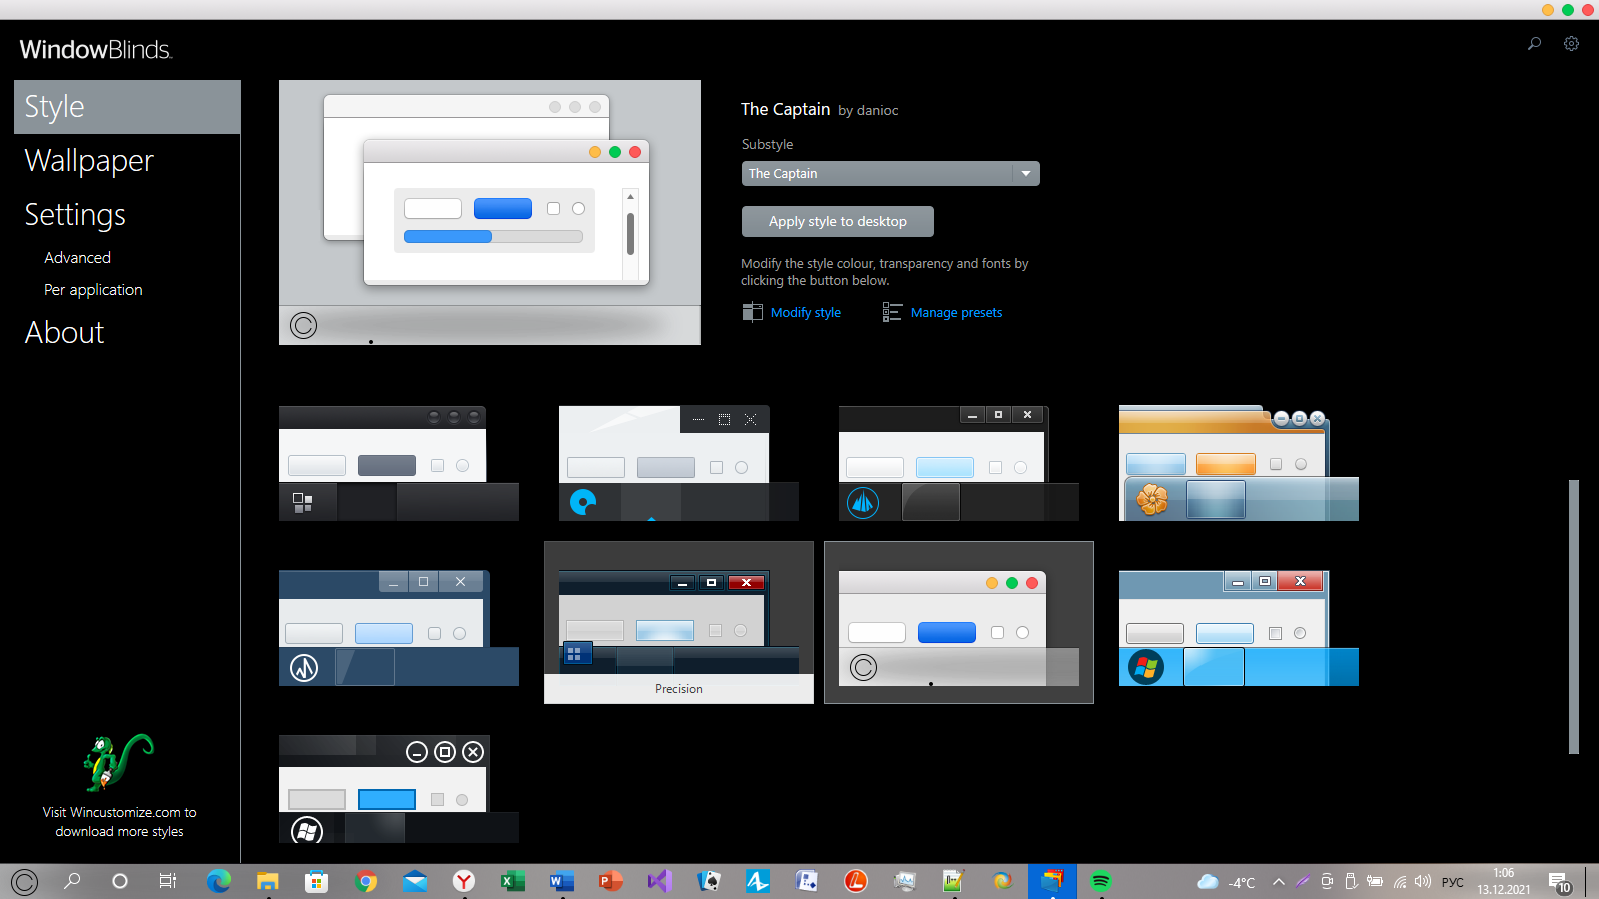 WindowBlinds
Style
Wallpaper
Settings
Advanced
Per application
About
Visit Wincustomize.com to
download more styles
The Captain by danioc
Substyle
The Captain
Apply style to desktop
Modify the style colour, transparency and fonts by
clicking the button below.
Modify style
Manage presets
Precision
-4°C
РУС
1:06
13.12.2021
10